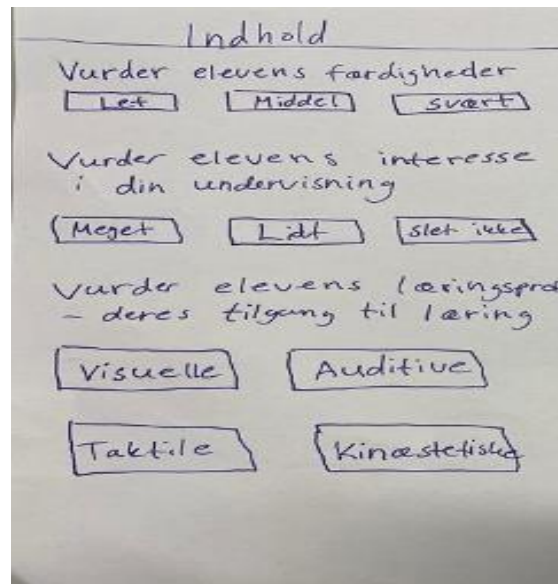 Indhold
Vurder elevens færdigheder
Let Middel svært
Vurder elevens interesse
i din undervisning
Meget Lidt slet ikke
Vurder elevens læringsprof
- deres tilgang til læring
Visuelle Auditive
Taktile Kinæstetiske